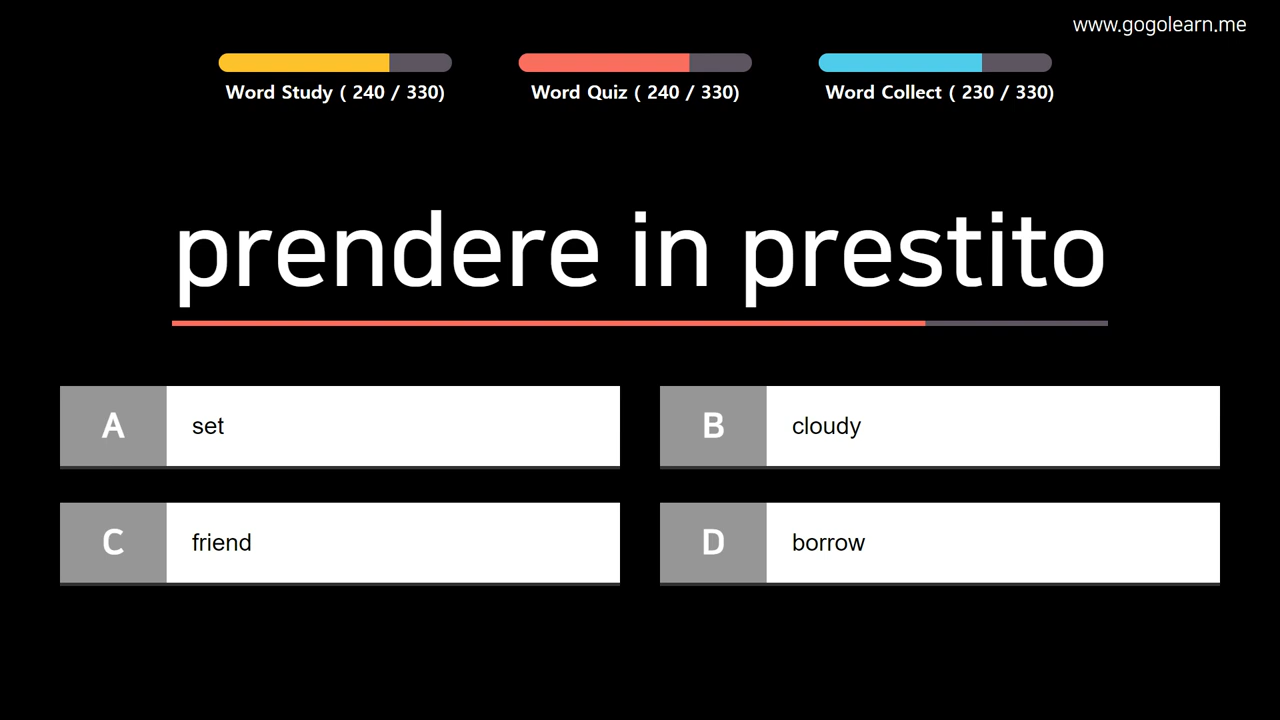 www.gogolearn.me
Word Study ( 240 / 330)
Word Quiz ( 240 / 330)
Word Collect ( 230 / 330)
prendere in prestito
A set
B cloudy
C friend
D borrow